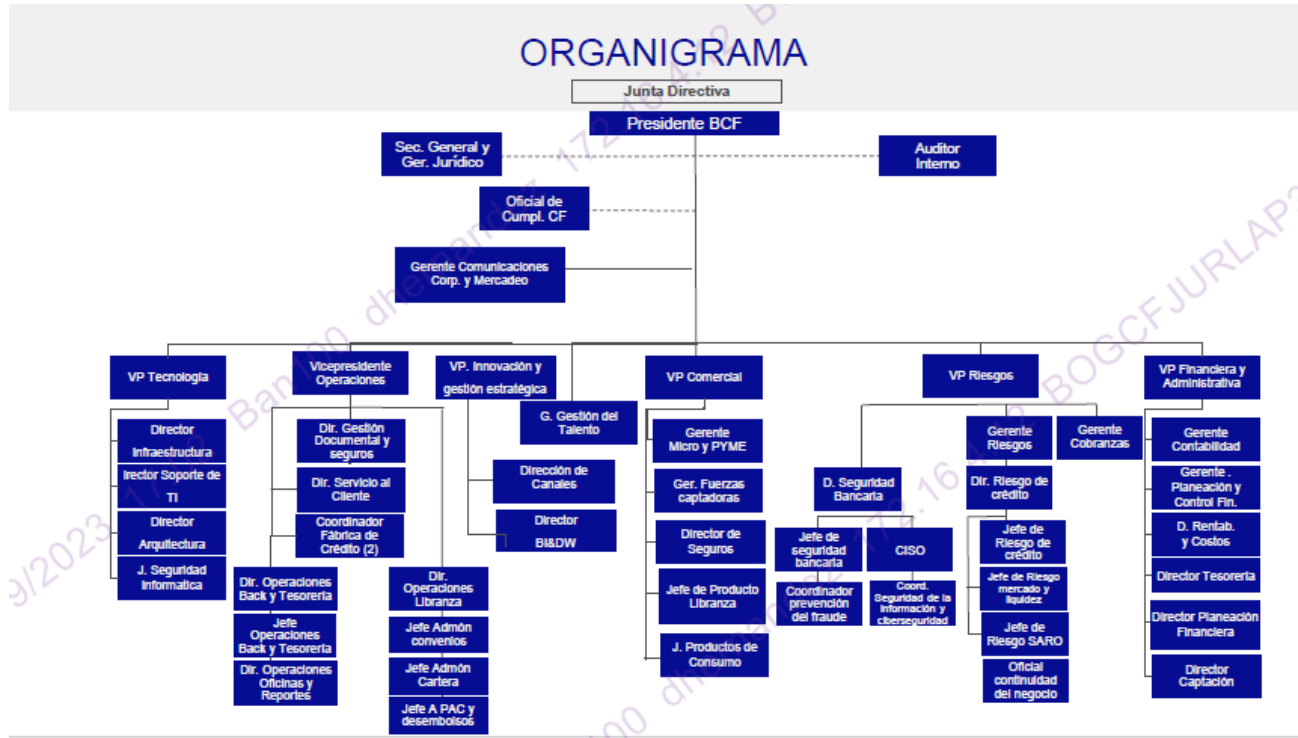 ORGANIGRAMA
Junta Directiva
Presidente BCF
Sec. General y
Ger. Jurídico
Auditor
Interno
Oficial de
Cumpl. CF
Gerente Comunicaciones
Corp. y Mercadeo
VP Tecnología
Vicepresidente
Operaciones
VP. Innovación y
gestión estratégica
VP Comercial
VP Riesgos
VP Financiera y
Administrativa
G. Gestión del
Talento
Director
Infraestructura
irector Soporte de
TI
Director
Arquitectura
J. Seguridad
Informatica
Dir. Gestión
Documental y
seguros
Dir. Servicio al
Cliente
Coordinador
Fábrica de
Crédito (2)
Dir. Operaciones
Back y Tesorería
Jefe
Operaciones
Back y Tesorería
Dir. Operaciones
Oficinas y
Reportes
Dir.
Operaciones
Libranza
Jefe Admón
convenios
Jefe Admón
Cartera
Jefe A PAC y
desembolsos
Dirección de
Canales
Director
BI&DW
Gerente
Micro y PYME
Ger. Fuerzas
captadoras
Director de
Seguros
Jefe de Producto
Libranza
J. Productos de
Consumo
D. Seguridad
Bancaria
Jefe de
seguridad
bancaria
Coordinador
prevención
del fraude
CISO
Coord.
Seguridad de la
Información y
ciberseguridad
Gerente
Riesgos
Dir. Riesgo de
crédito
Jefe de
Riesgo de
crédito
Jefe de Riesgo
mercado y
liquidez
Jefe de
Riesgo SARO
Oficial
continuidad
del negocio
Gerente
Cobranzas
Gerente
Contabilidad
Gerente .
Planeación y
Control Fin.
D. Rentab.
y Costos
Director Tesorería
Director Planeación
Financiera
Director
Captación